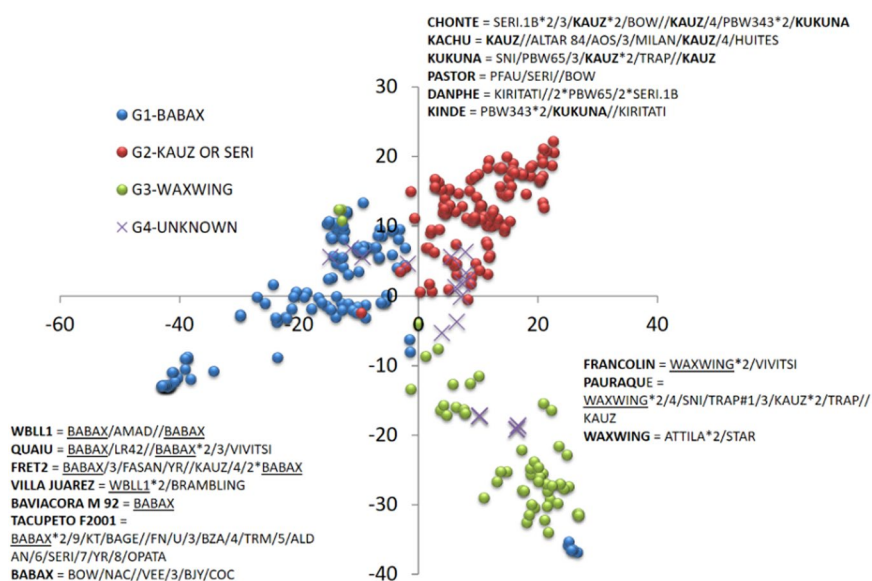 CHONTE = SERI.1B*2/3/KAUZ*2/BOW//KAUZ/4/PBW343*2/KUKUNA
KACHU = KAUZ//ALTAR 84/AOS/3/MILAN/KAUZ/4/HUITES
KUKUNA = SNI/PBW65/3/KAUZ*2/TRAP//KAUZ
PASTOR = PFAU/SERI//BOW
DANPHE = KIRITATI//2*PBW65/2*SERI.1B
KINDE = PBW343*2/KUKUNA//KIRITATI
G1-BABAX
G2-KAUZ OR SERI
G3-WAXWING
G4-UNKNOWN
30
20
10
0
-10
-20
-30
-40
-60
-40
-20
0
20
40
FRANCOLIN = WAXWING*2/VIVITSI
PAURAQUE =
WAXWING*2/4/SNI/TRAP#1/3/KAUZ*2/TRAP//
KAUZ
WAXWING = ATTILA*2/STAR
WBLL1 = BABAX/AMAD//BABAX
QUAIU = BABAX/LR42//BABAX*2/3/VIVITSI
FRET2 = BABAX/3/FASAN/YR//KAUZ/4/2*BABAX
VILLA JUAREZ = WBLL1*2/BRAMBLING
BAVIACORA M 92 = BABAX
TACUPETO F2001 =
BABAX*2/9/KT/BAGE//FN/U/3/BZA/4/TRM/5/ALD
AN/6/SERI/7/YR/8/OPATA
BABAX = BOW/NAC//VEE/3/BJY/COC